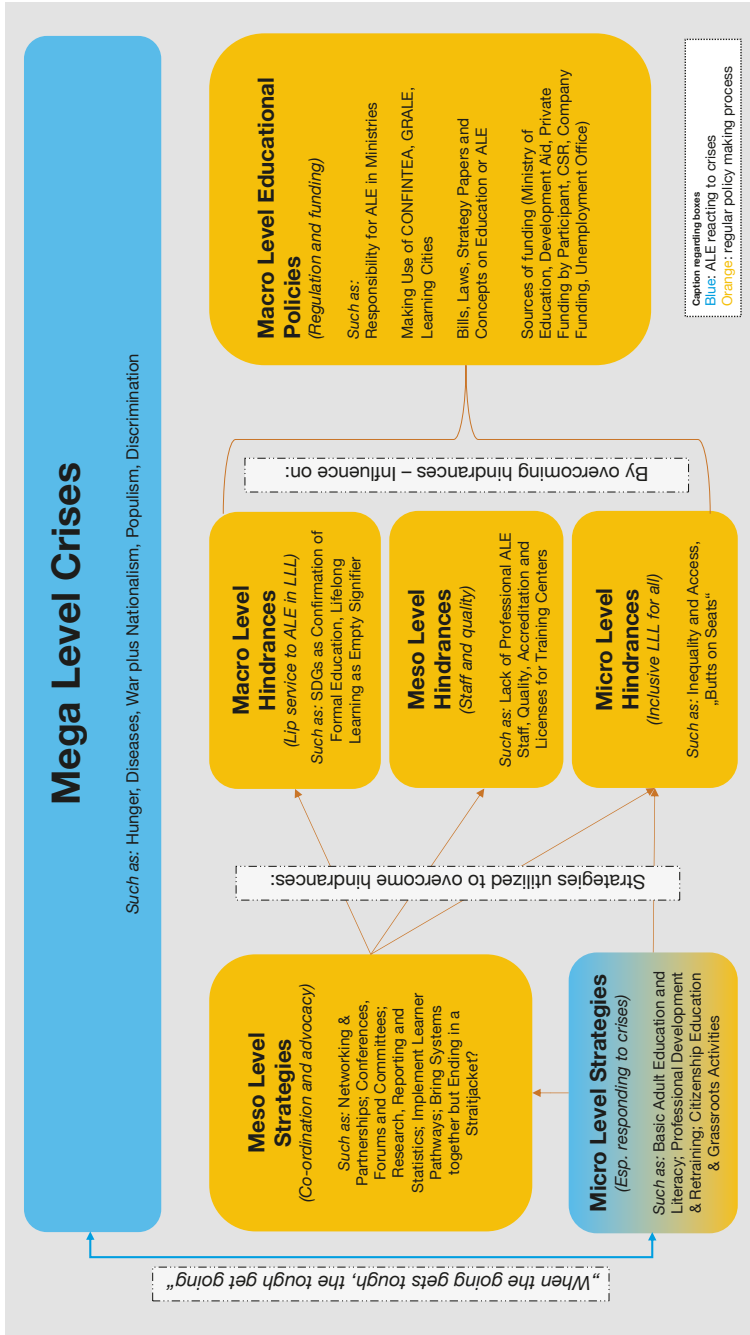 Mega Level Crises
Such as: Hunger, Diseases, War plus Nationalism, Populism, Discrimination
„When the going gets tough, the tough get going“
Meso Level
Strategies
(Co-ordination and advocacy)
Such as: Networking &
Partnerships; Conferences,
Forums and Committees;
Research, Reporting and
Statistics; Implement Learner
Pathways; Bring Systems
together but Ending in a
Straitjacket?
Micro Level Strategies
(Esp. responding to crises)
Such as: Basic Adult Education and
Literacy; Professional Development
& Retraining; Citizenship Education
& Grassroots Activities
Strategies utilized to overcome hindrances:
Macro Level
Hindrances
(Lip service to ALE in LLL)
Such as: SDGs as Confirmation of
Formal Education, Lifelong
Learning as Empty Signifier
Meso Level
Hindrances
(Staff and quality)
Such as: Lack of Professional ALE
Staff, Quality, Accreditation and
Licenses for Training Centers
Micro Level
Hindrances
(Inclusive LLL for all)
Such as: Inequality and Access,
„Butts on Seats“
By overcoming hindrances – Influence on:
Macro Level Educational
Policies
(Regulation and funding)
Such as:
Responsibility for ALE in Ministries
Making Use of CONFINTEA, GRALE,
Learning Cities
Bills, Laws, Strategy Papers and
Concepts on Education or ALE
Sources of funding (Ministry of
Education, Development Aid, Private
Funding by Participant, CSR, Company
Funding, Unemployment Office)
Caption regarding boxes
Blue: ALE reacting to crises
Orange: regular policy making process